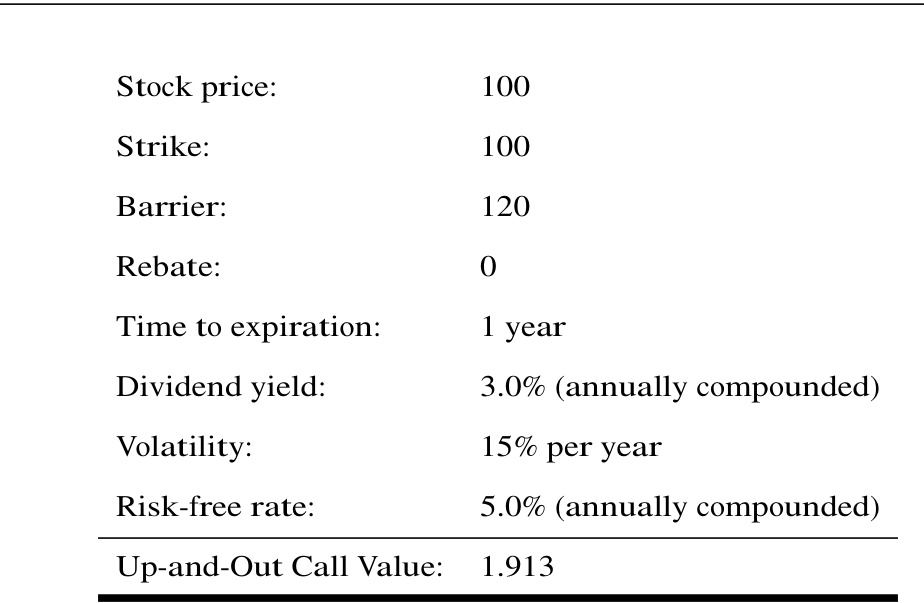 Stock price: 100
Strike: 100
Barrier: 120
Rebate: 0
Time to expiration: 1 year
Dividend yield: 3.0% (annually compounded)
Volatility: 15% per year
Risk-free rate: 5.0% (annually compounded)
Up-and-Out Call Value: 1.913